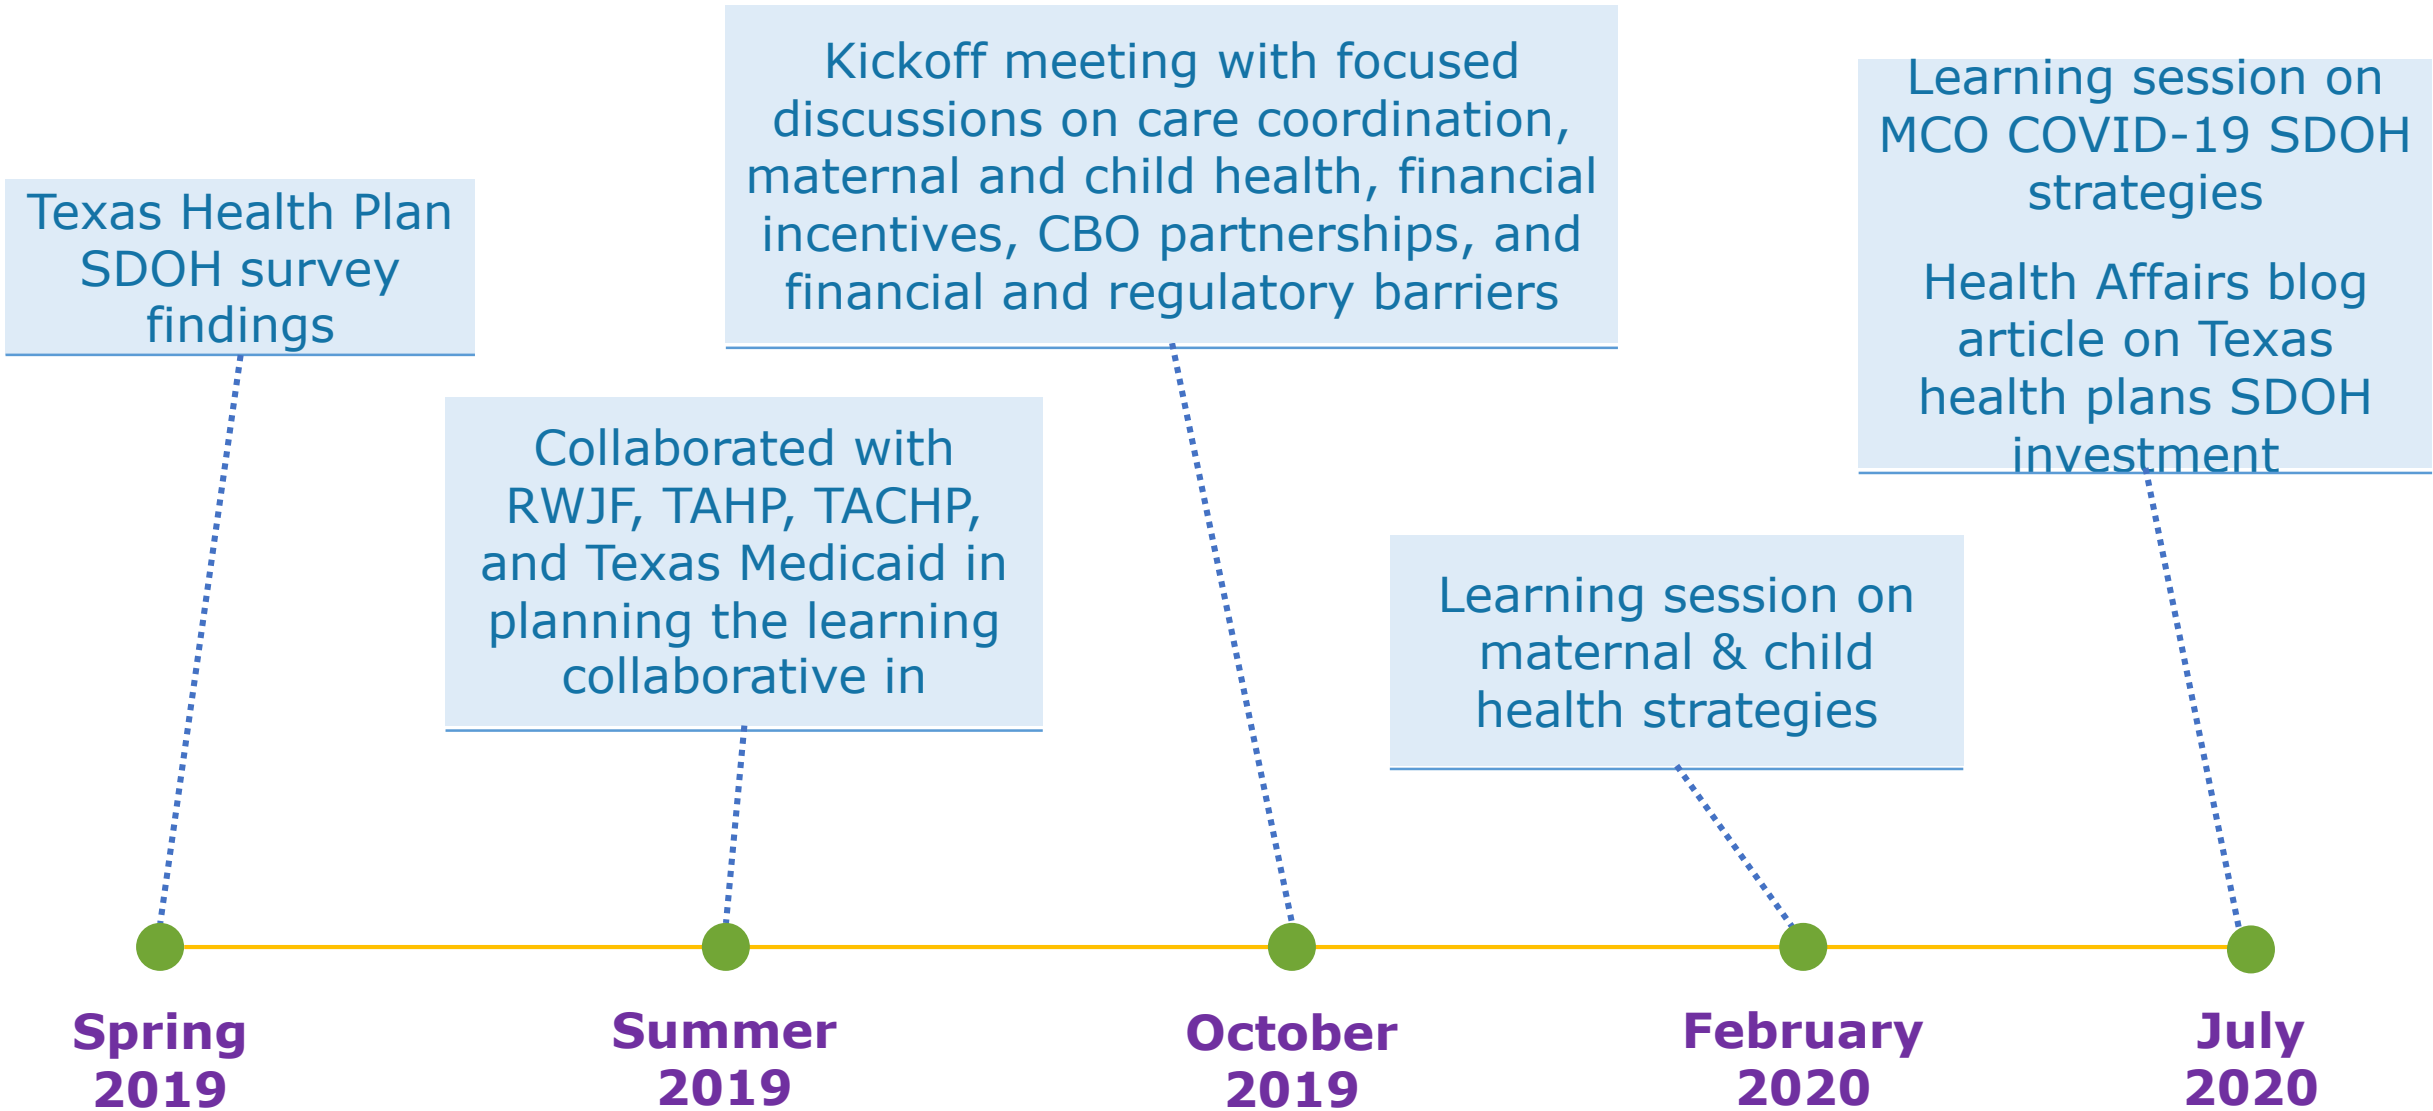 Texas Health Plan
SDOH survey
findings
Collaborated with
RWJF, TAHP, TACHP,
and Texas Medicaid in
planning the learning
collaborative in
Kickoff meeting with focused
discussions on care coordination,
maternal and child health, financial
incentives, CBO partnerships, and
financial and regulatory barriers
Learning session on
maternal & child
health strategies
Learning session on
MCO COVID-19 SDOH
strategies
Health Affairs blog
article on Texas
health plans SDOH
investment
Spring
2019
Summer
2019
October
2019
February
2020
July
2020